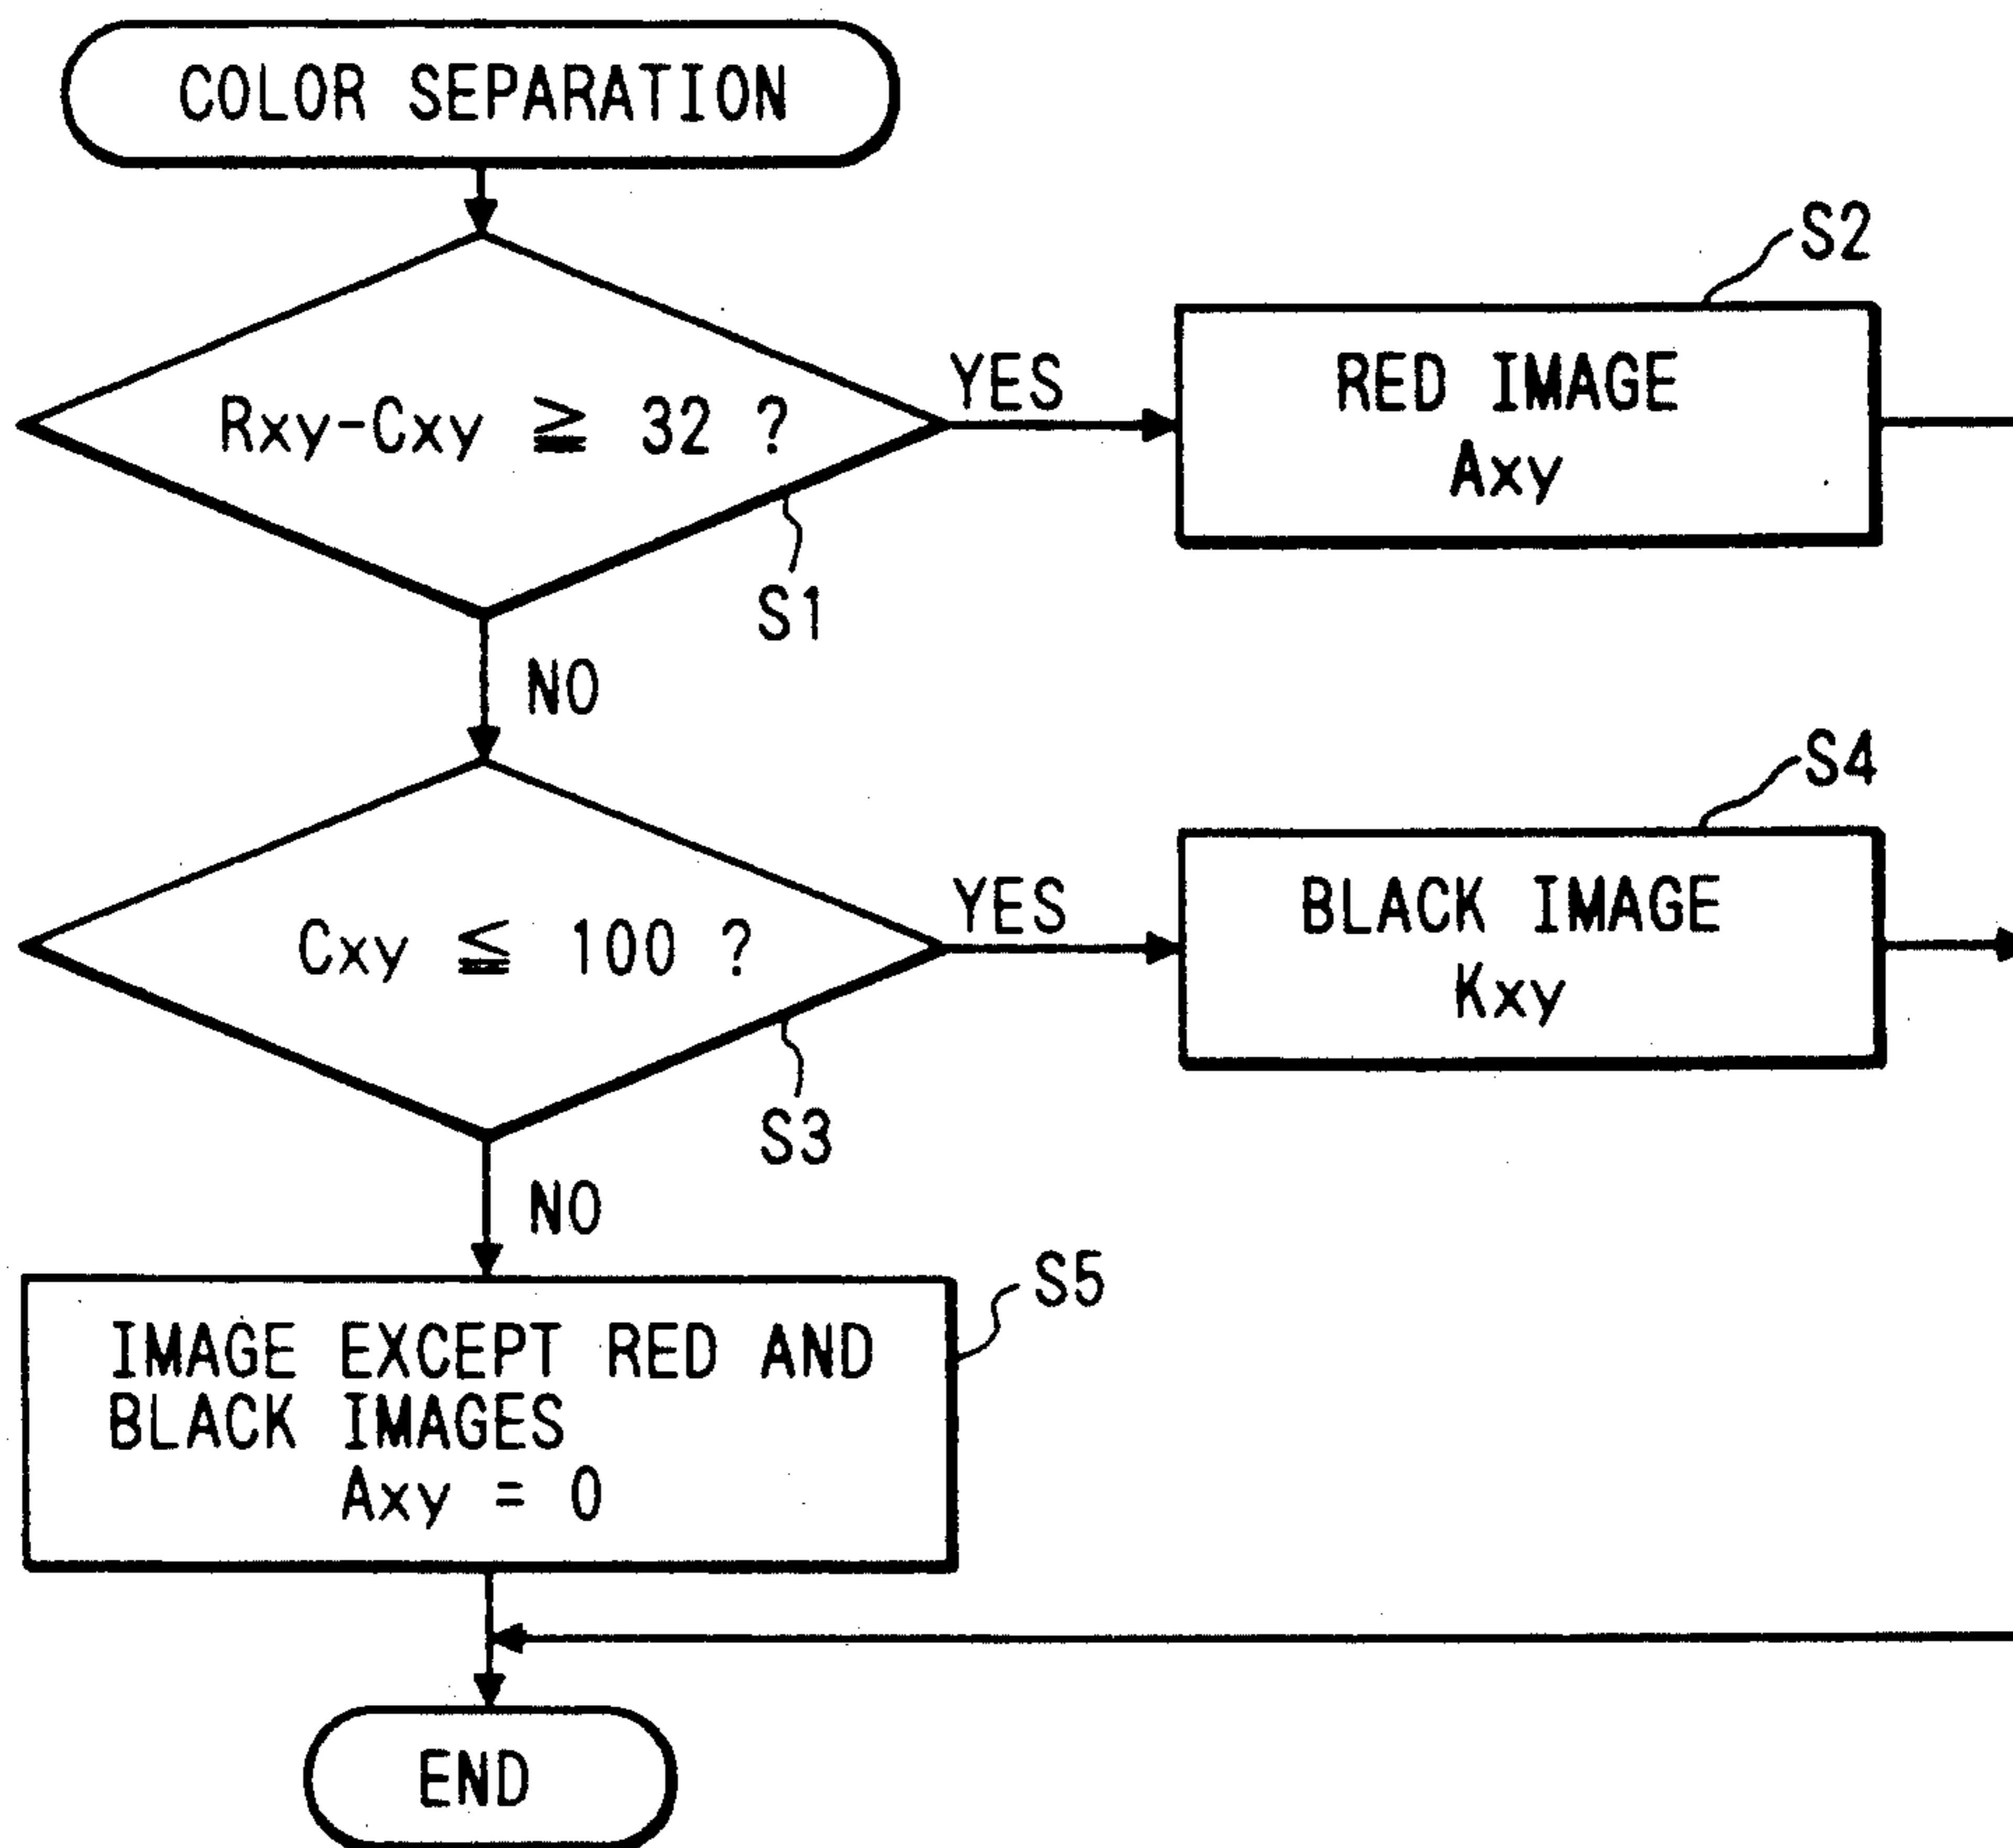 COLOR SEPARATION
Rxy-Cxy ≧ 32 ?
S1
YES
S2
RED IMAGE
Axy
NO
Cxy ≦ 100 ?
S3
YES
S4
BLACK IMAGE
Kxy
NO
S5
IMAGE EXCEPT RED AND
BLACK IMAGES
Axy = 0
END